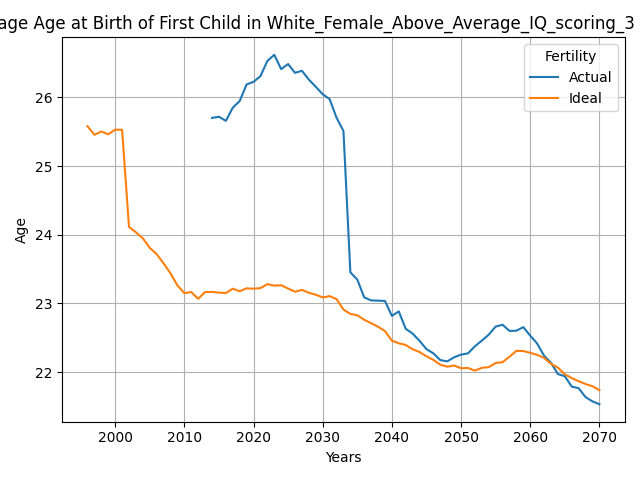 age Age at Birth of First Child in White_Female_Above_Average_IQ_scoring_3
Fertility
Actual
Ideal
26
25
24
23
22
Age
2000 2010 2020 2030 2040 2050 2060 2070
Years